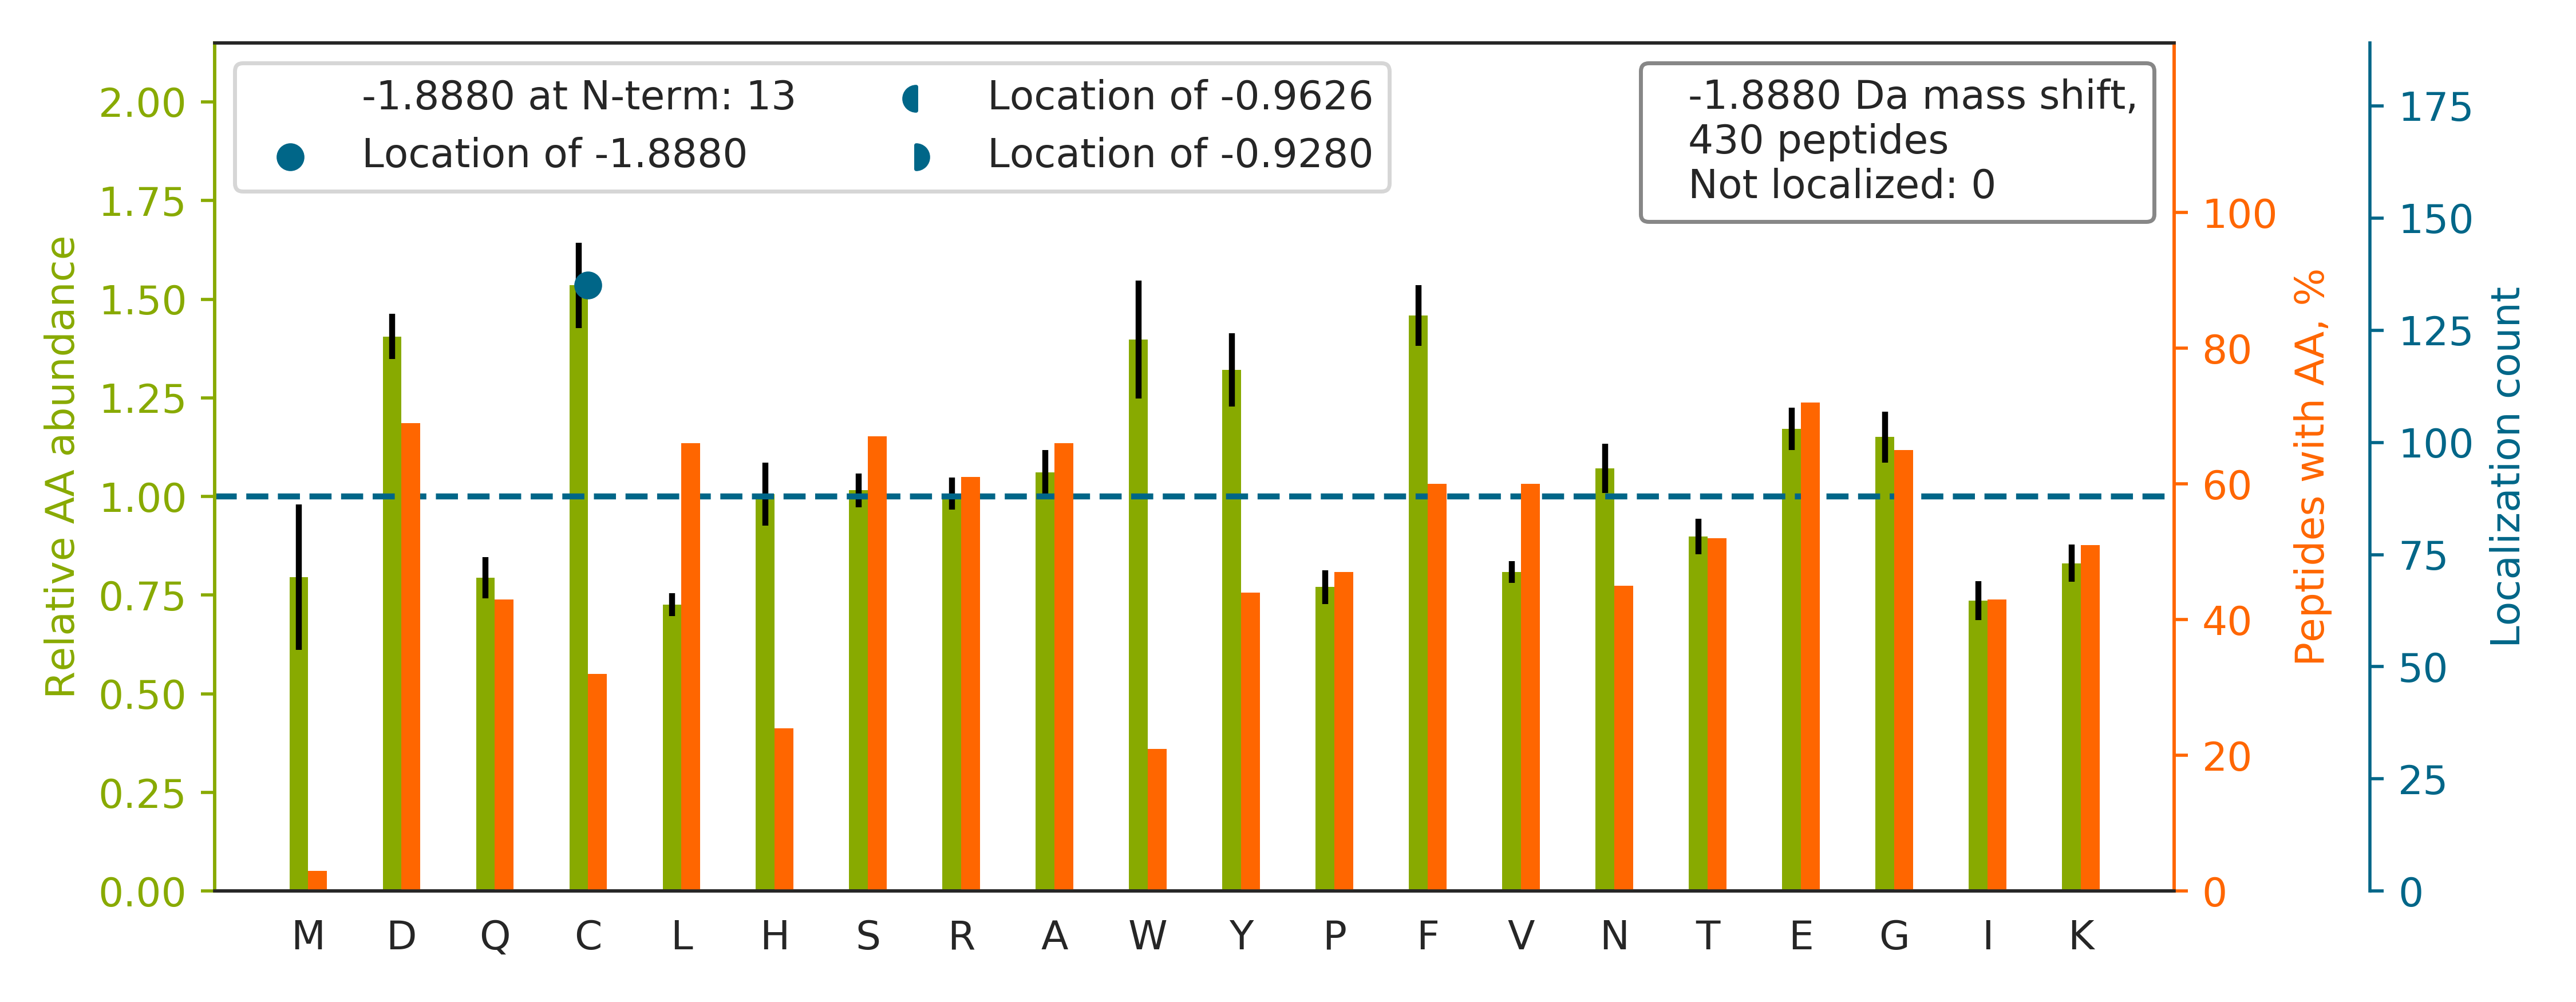 -1.8880 at N-term: 13
Location of -1.8880
Location of -0.9626
Location of -0.9280
-1.8880 Da mass shift,
430 peptides
Not localized: 0
Relative AA abundance
2.00
1.75
1.50
1.25
1.00
0.75
0.50
0.25
0.00
M D Q C L H S R A W Y P F V N T E G I K
100
80
60
40
20
0
Peptides with AA, %
175
150
125
100
75
50
25
0
Localization count